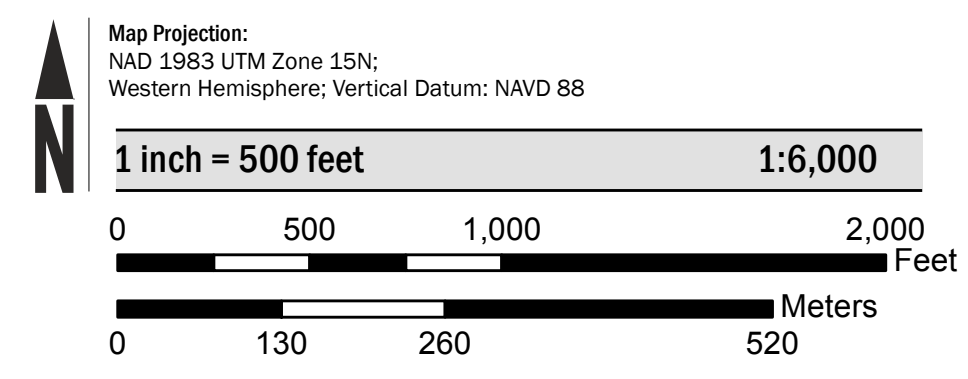 Map Projection:
NAD 1983 UTM Zone 15N;
Western Hemisphere; Vertical Datum: NAVD 88
N
1 inch = 500 feet 1:6,000
0 500 1,000 2,000
Feet
Meters
0 130 260 520